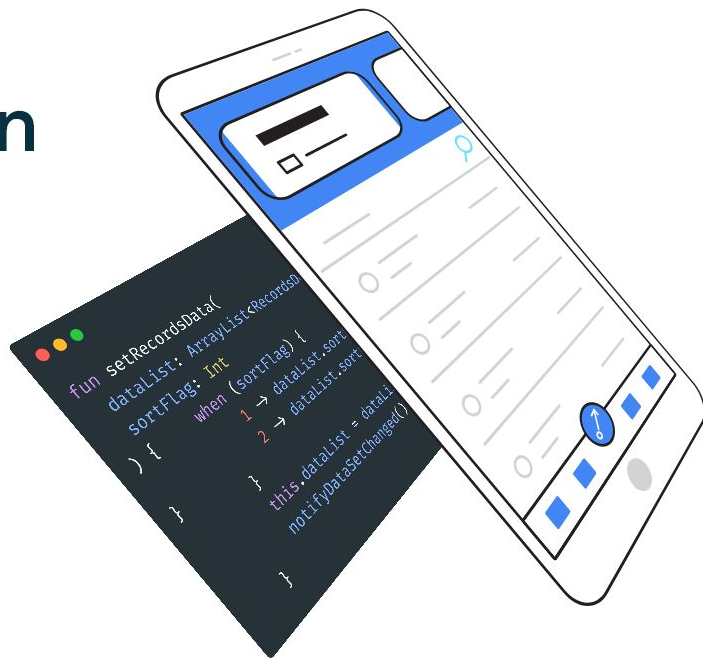 n
fun setRecordsData(
dataList: ArrayList<RecordsD
sortFlag: Int
) {
when (sortFlag) {
1 → dataList.sort
2 → dataList.sort
}
this.dataList = dataLi
notifyDataSetChanged()
}
}